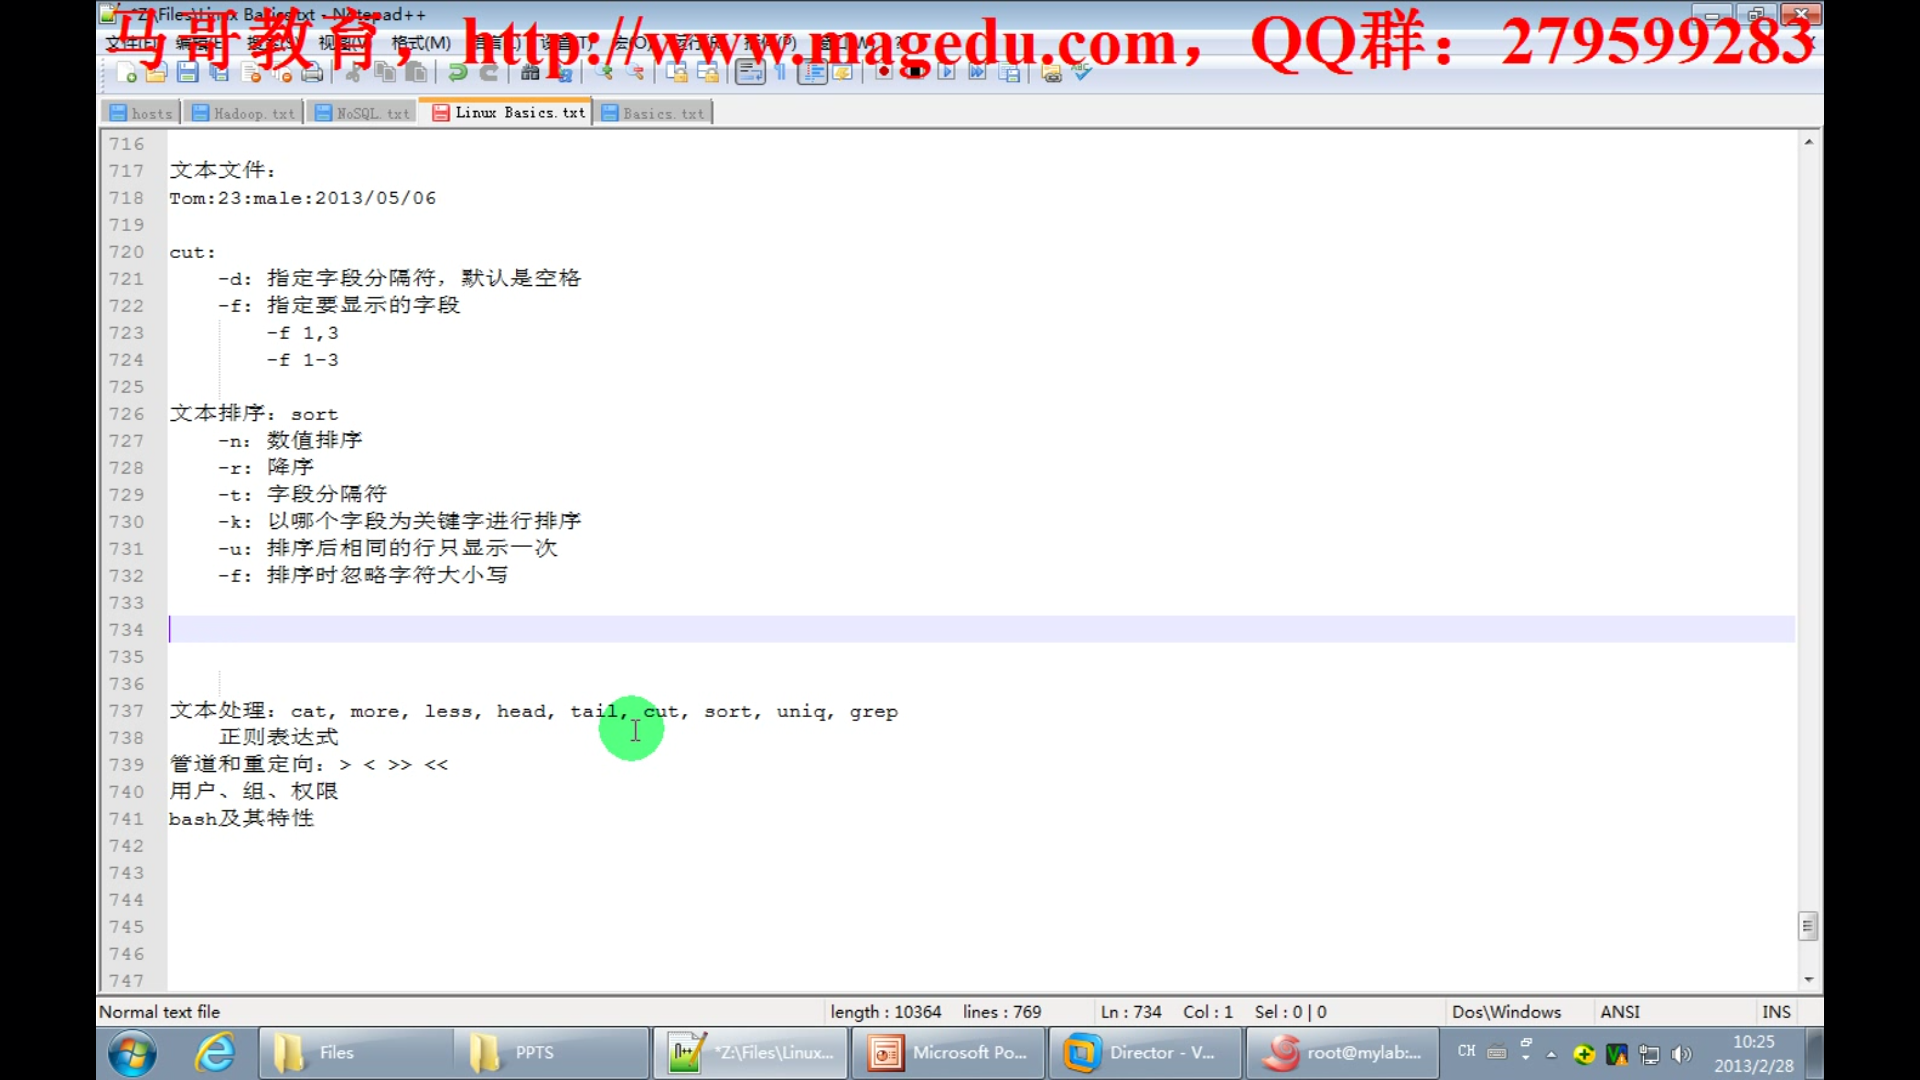 *Z:\Files\Linux Basics.txt - Notepad++
马哥教育, http://www.magedu.com, QQ群: 279599283
hosts Hadoop.txt NoSQL.txt Linux Basics.txt Basics.txt
716
717 文本文件:
718 Tom:23:male:2013/05/06
719
720 cut:
721 -d: 指定字段分隔符，默认是空格
722 -f: 指定要显示的字段
723 -f 1,3
724 -f 1-3
725
726 文本排序: sort
727 -n: 数值排序
728 -r: 降序
729 -t: 字段分隔符
730 -k: 以哪个字段为关键字进行排序
731 -u: 排序后相同的行只显示一次
732 -f: 排序时忽略字符大小写
733
734
735
736
737 文本处理: cat, more, less, head, tail, cut, sort, uniq, grep
738 正则表达式
739 管道和重定向: > < >> <<
740 用户、组、权限
741 bash及其特性
742
743
744
745
746
747
Normal text file length : 10364 lines : 769 Ln : 734 Col : 1 Sel : 0 | 0 Dos\Windows ANSI INS
Files PPTS *Z:\Files\Linux... Microsoft Po... Director - V... root@mylab:... CH 10:25
2013/2/28